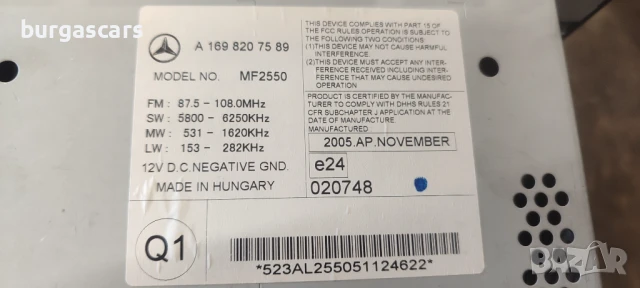 burgascars
A 169 820 75 89
MODEL NO. MF2550
FM : 87.5 - 108.0MHz
SW : 5800 - 6250KHz
MW : 531 - 1620KHz
LW : 153 - 282KHz
12V D.C. NEGATIVE GND.
MADE IN HUNGARY
THIS DEVICE COMPLIES WITH PART 15 OF
THE FCC RULES OPERATION IS SUBJECT TO THE
FOLLOWING TWO CONDITIONS:
(1)THIS DEVICE MAY NOT CAUSE HARMFUL
INTERFERENCE.
(2)THIS DEVICE MUST ACCEPT ANY INTER-
FERENCE RECEIVED INCLUDING INTER-
FERENCE THAT MAY CAUSE UNDESIRED
OPERATION
PRODUCT IS CERTIFIED BY THE MANUFAC-
TURER TO COMPLY WITH DHHS RULES 21
CFR SUBCHAPTER J APPLICATION AT THE
DATE OF MANUFACTURE
MANUFACTURED
2005.AP.NOVEMBER
e24
020748
Q1
*523AL255051124622*
bazar